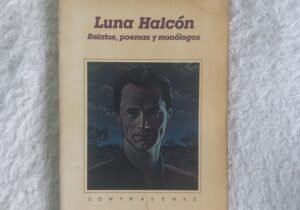 Luna Halcón
Relatos, poemas y monólogos
CONTRASEÑAS